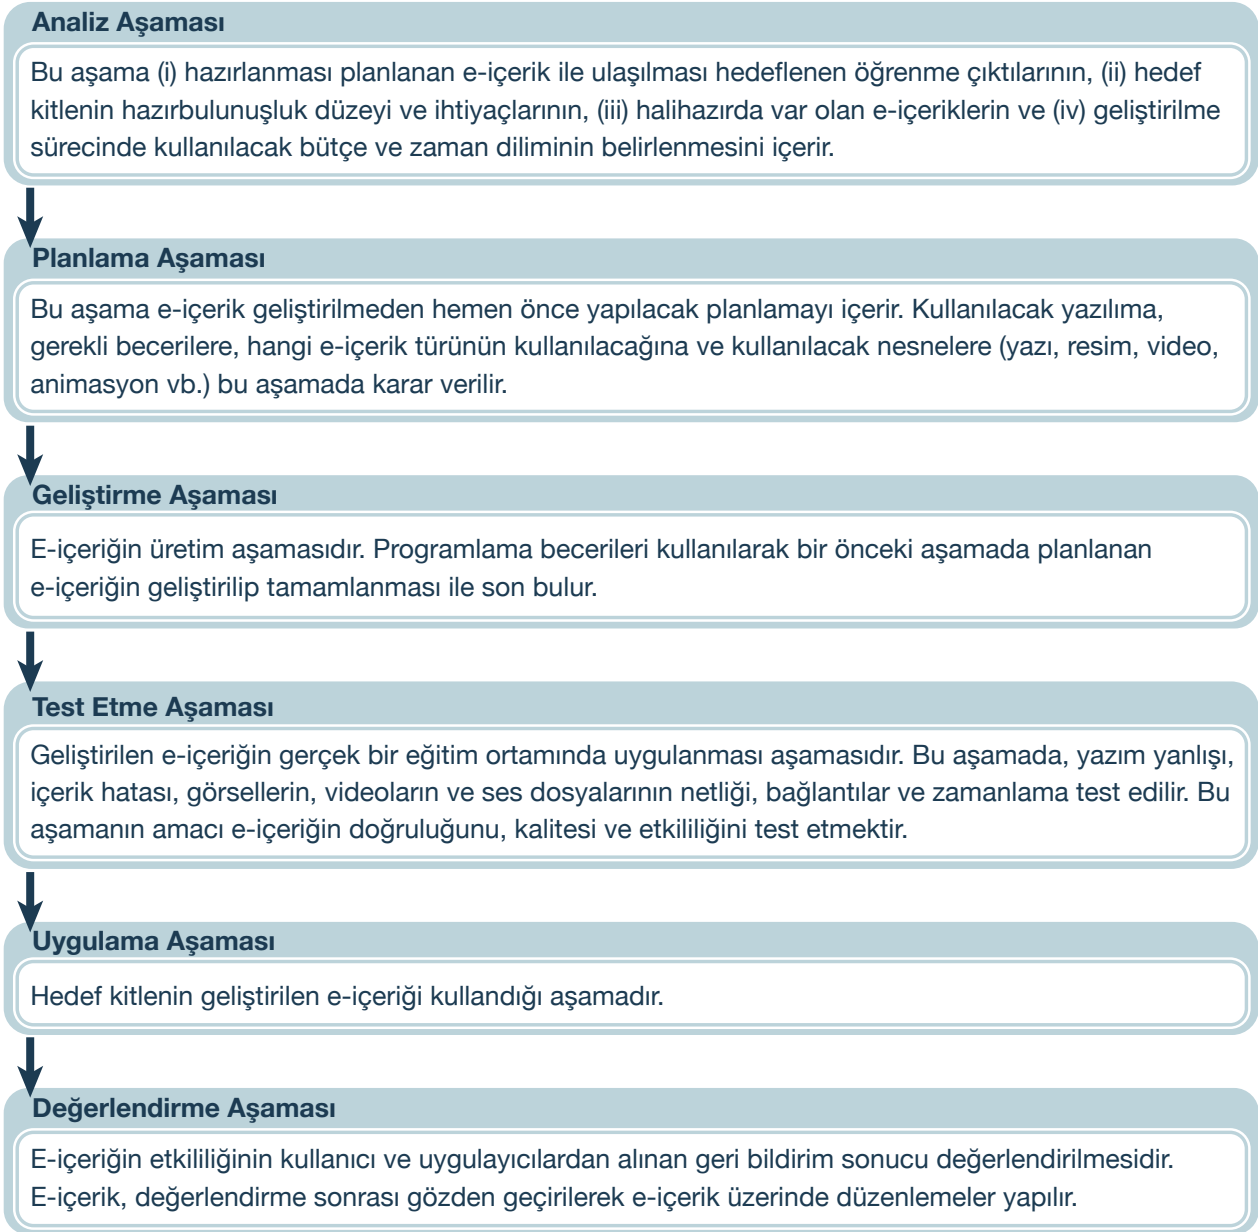 Analiz Aşaması
Bu aşama (i) hazırlanması planlanan e-içerik ile ulaşılması hedeflenen öğrenme çıktılarının, (ii) hedef
kitlenin hazırbulunuşluk düzeyi ve ihtiyaçlarının, (iii) halihazırda var olan e-içeriklerin ve (iv) geliştirilme
sürecinde kullanılacak bütçe ve zaman diliminin belirlenmesini içerir.
Planlama Aşaması
Bu aşama e-içerik geliştirilmeden hemen önce yapılacak planlamayı içerir. Kullanılacak yazılıma,
gerekli becerilere, hangi e-içerik türünün kullanılacağına ve kullanılacak nesnelere (yazı, resim, video,
animasyon vb.) bu aşamada karar verilir.
Geliştirme Aşaması
E-içeriğin üretim aşamasıdır. Programlama becerileri kullanılarak bir önceki aşamada planlanan
e-içeriğin geliştirilip tamamlanması ile son bulur.
Test Etme Aşaması
Geliştirilen e-içeriğin gerçek bir eğitim ortamında uygulanması aşamasıdır. Bu aşamada, yazım yanlışı,
içerik hatası, görsellerin, videoların ve ses dosyalarının netliği, bağlantılar ve zamanlama test edilir. Bu
aşamanın amacı e-içeriğin doğruluğunu, kalitesi ve etkililiğini test etmektir.
Uygulama Aşaması
Hedef kitlenin geliştirilen e-içeriği kullandığı aşamadır.
Değerlendirme Aşaması
E-içeriğin etkililiğinin kullanıcı ve uygulayıcılardan alınan geri bildirim sonucu değerlendirilmesidir.
E-içerik, değerlendirme sonrası gözden geçirilerek e-içerik üzerinde düzenlemeler yapılır.